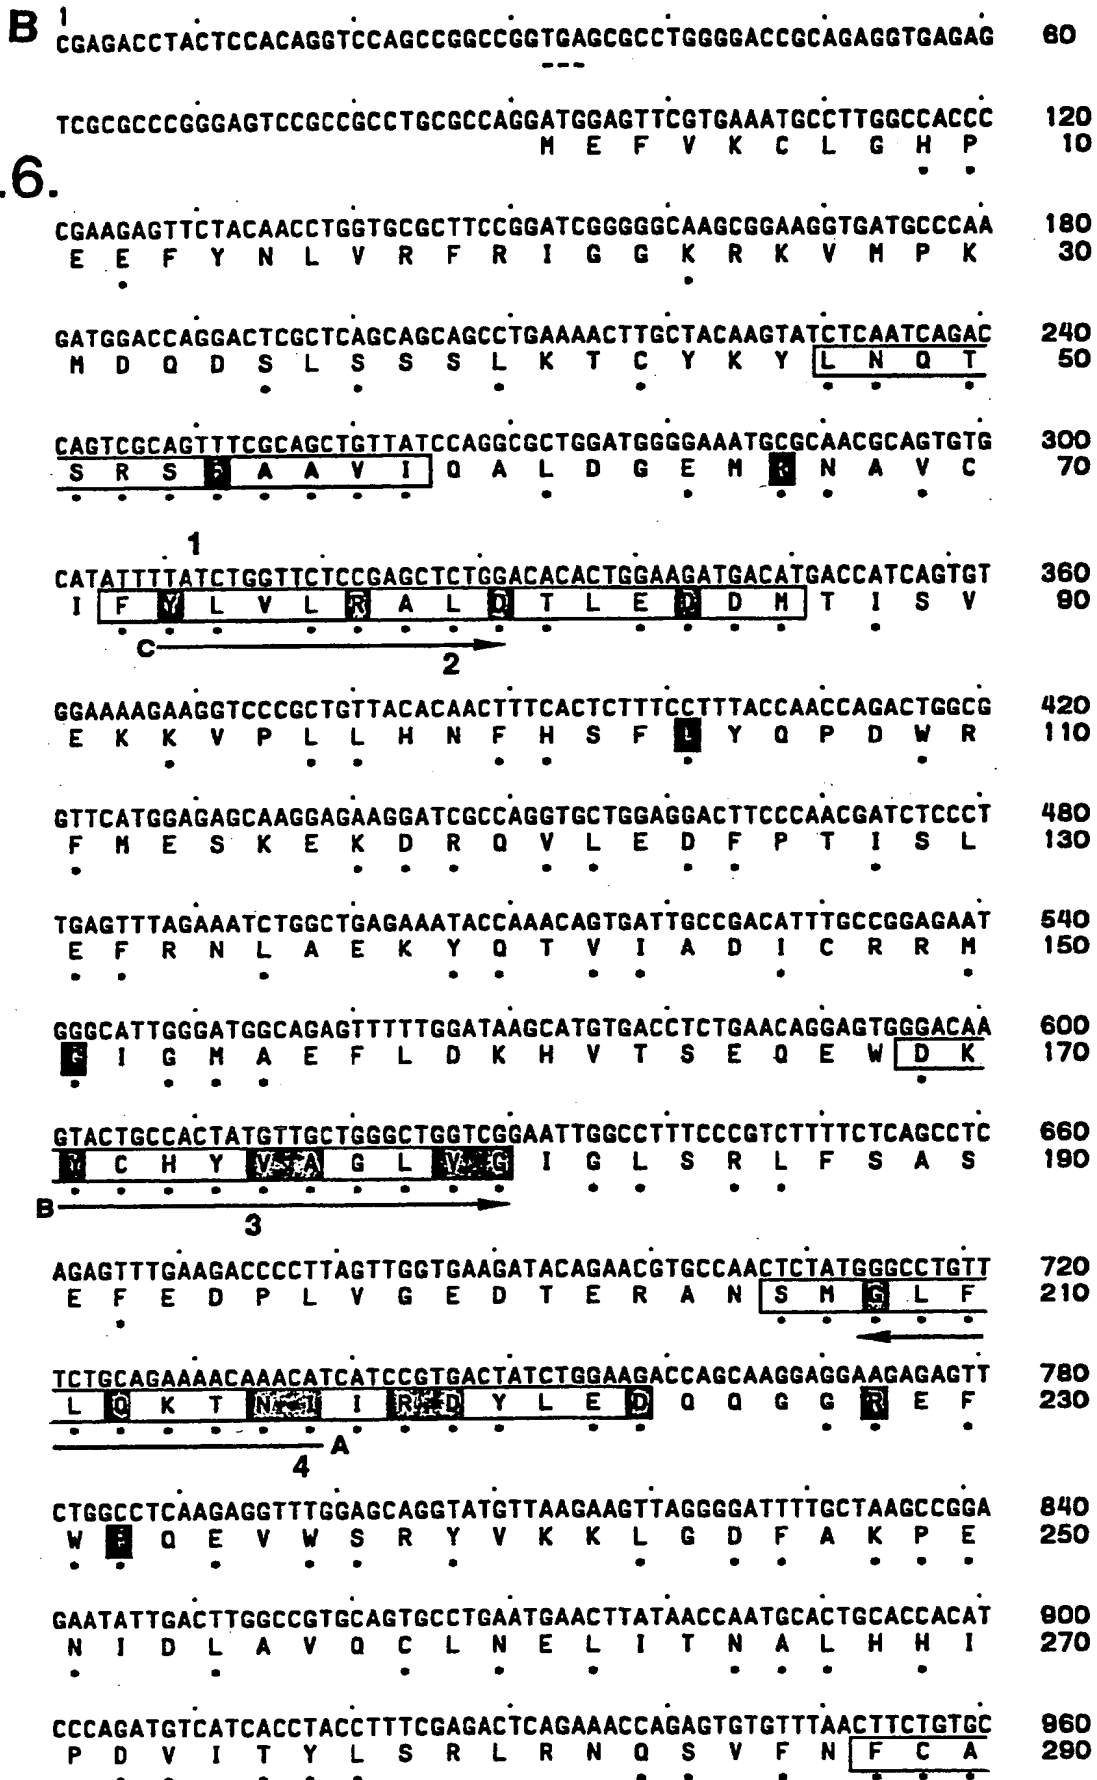 B
1
CGAGACCTACTCCACAGGTCCAGCCGGCCGGTGAGCGCCTGGGGACCGCAGAGGTGAGAG 60
TCGCGCCCGGGAGTCCGCCGCCTGCGCCAGGATGGAGTTCGTGAAATGCCTTGGCCACCC 120
M E F V K C L G H P 10
.6.
CGAAGAGTTCTACAACCTGGTGCGCTTCCGGATCGGGGGCAAGCGGAAGGTGATGCCCAA 180
E E F Y N L V R F R I G G K R K V M P K 30
GATGGACCAGGACTCGCTCAGCAGCAGCCTGAAAACTTGCTACAAGTATCTCAATCAGAC 240
M D Q D S L S S S L K T C Y K Y L N Q T 50
CAGTCGCAGTTTCGCAGCTGTTATCCAGGCGCTGGATGGGGAAATGCGCAACGCAGTGTG 300
S R S F A A V I Q A L D G E M R N A V C 70
1
CATATTTTATCTGGTTCTCCGAGCTCTGGACACACTGGAAGATGACATGACCATCAGTGT 360
I F Y L V L R A L D T L E D D M T I S V 90
C
2
GGAAAAGAAGGTCCCGCTGTTACACAACTTTCACTCTTTCCTTTACCAACCAGACTGGCG 420
E K K V P L L H N F H S F L Y Q P D W R 110
GTTCATGGAGAGCAAGGAGAAGGATCGCCAGGTGCTGGAGGACTTCCCAACGATCTCCCT 480
F M E S K E K D R Q V L E D F P T I S L 130
TGAGTTTAGAAATCTGGCTGAGAAATACCAAACAGTGATTGCCGACATTTGCCGGAGAAT 540
E F R N L A E K Y Q T V I A D I C R R M 150
GGGCATTGGGATGGCAGAGTTTTTGGATAAGCATGTGACCTCTGAACAGGAGTGGGACAA 600
G I G M A E F L D K H V T S E Q E W D K 170
GTACTGCCACTATGTTGCTGGGCTGGTCGGAATTGGCCTTTCCCGTCTTTTCTCAGCCTC 660
Y C H Y V A G L V G I G L S R L F S A S 190
B
3
AGAGTTTGAAGACCCCTTAGTTGGTGAAGATACAGAACGTGCCAACTCTATGGGCCTGTT 720
E F E D P L V G E D T E R A N S M G L F 210
TCTGCAGAAAACAAACATCATCCGTGACTATCTGGAAGACCAGCAAGGAGGAAGAGAGTT 780
L Q K T N I I R D Y L E D Q Q G G R E F 230
A
4
CTGGCCTCAAGAGGTTTGGAGCAGGTATGTTAAGAAGTTAGGGGATTTTGCTAAGCCGGA 840
W P Q E V W S R Y V K K L G D F A K P E 250
GAATATTGACTTGGCCGTGCAGTGCCTGAATGAACTTATAACCAATGCACTGCACCACAT 900
N I D L A V Q C L N E L I T N A L H H I 270
CCCAGATGTCATCACCTACCTTTCGAGACTCAGAAACCAGAGTGTGTTTAACTTCTGTGC 960
P D V I T Y L S R L R N Q S V F N F C A 290